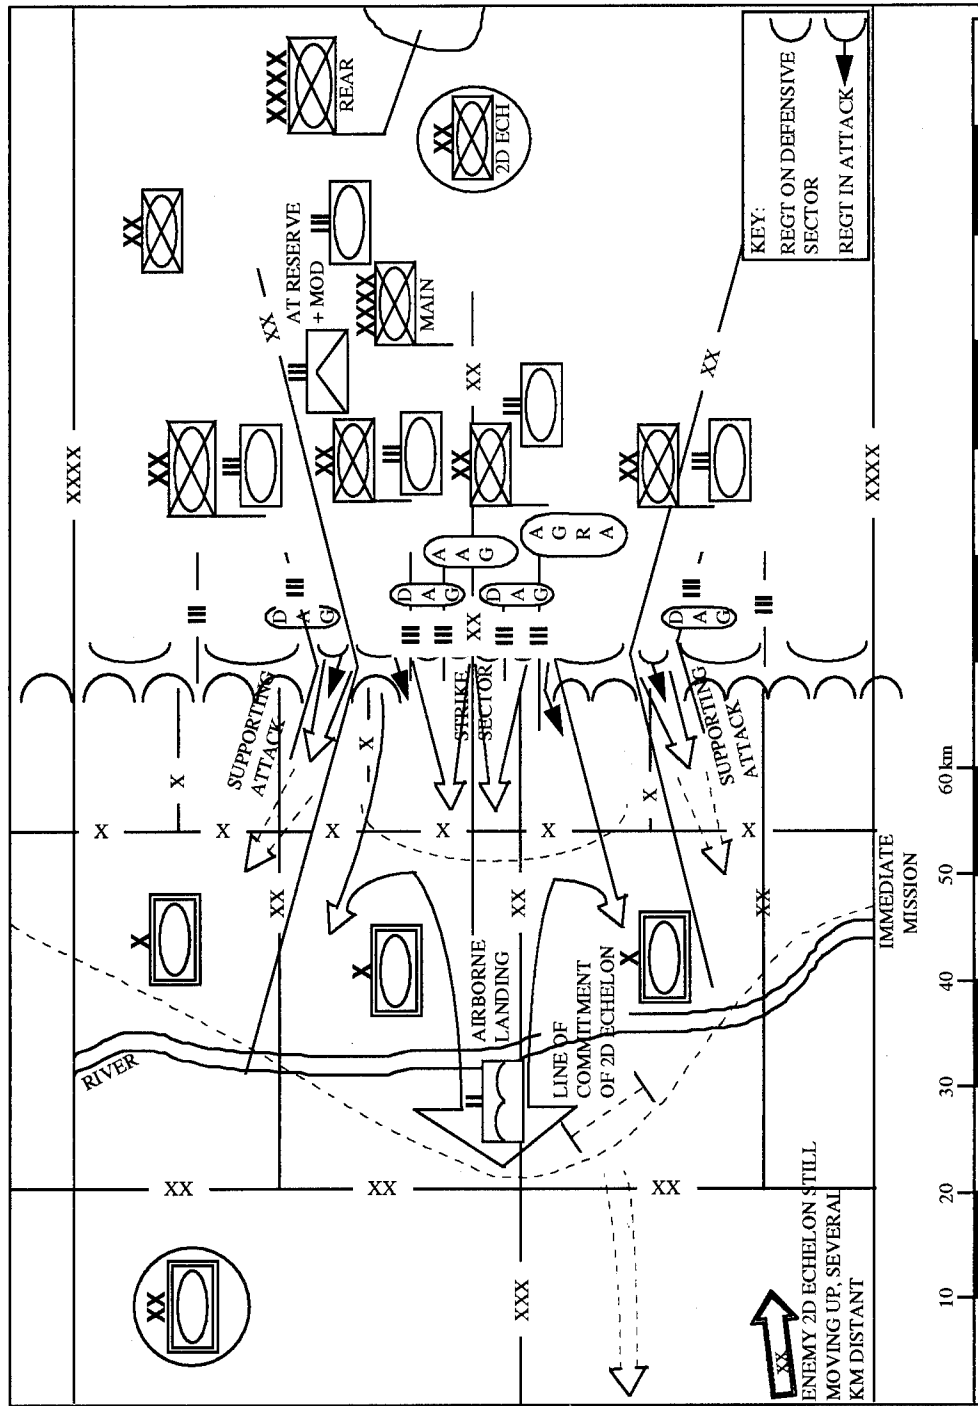 XXXX
XX
XX
XX
RIVER
X
X
X
X
SUPPORTING
ATTACK
III
DAG
XX
III
XX
XX
XX
AT RESERVE
+ MOD
III
III
XXXX
REAR
XX
X
X
X
XX
III
XXXX
MAIN
III
XXX
II
AIRBORNE
LANDING
XX
X
STRIKE
SECTOR
III
III
DAG
AAG
XX
XX
XX
III
XX
2D ECH
LINE OF
COMMITMENT
OF 2D ECHELON
X
III
III
DAG
AGRA
XX
X
XX
III
XX
XX
X
SUPPORTING
ATTACK
III
DAG
III
XX
ENEMY 2D ECHELON STILL
MOVING UP, SEVERAL
KM DISTANT
KEY:
REGT ON DEFENSIVE
SECTOR
REGT IN ATTACK
XXXX
IMMEDIATE
MISSION
10 20 30 40 50 60 km